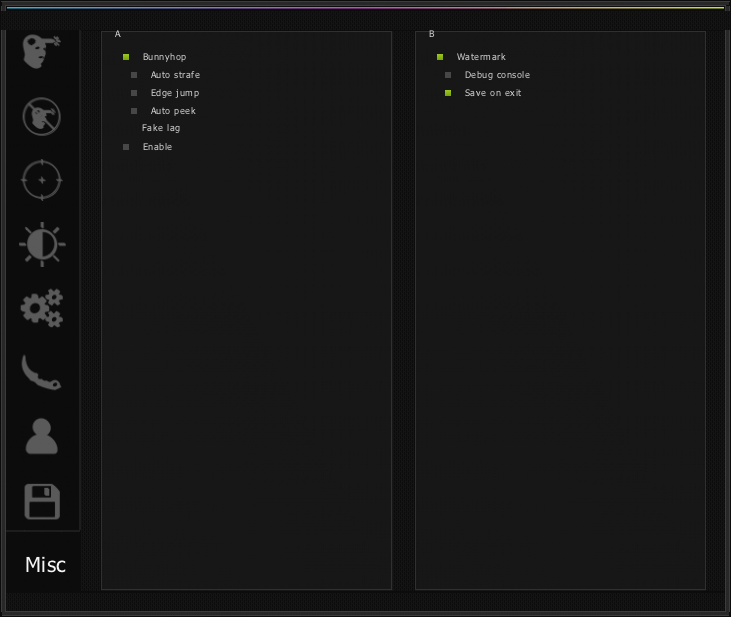 A
Bunnyhop
Auto strafe
Edge jump
Auto peek
Fake lag
Enable
B
Watermark
Debug console
Save on exit
Misc